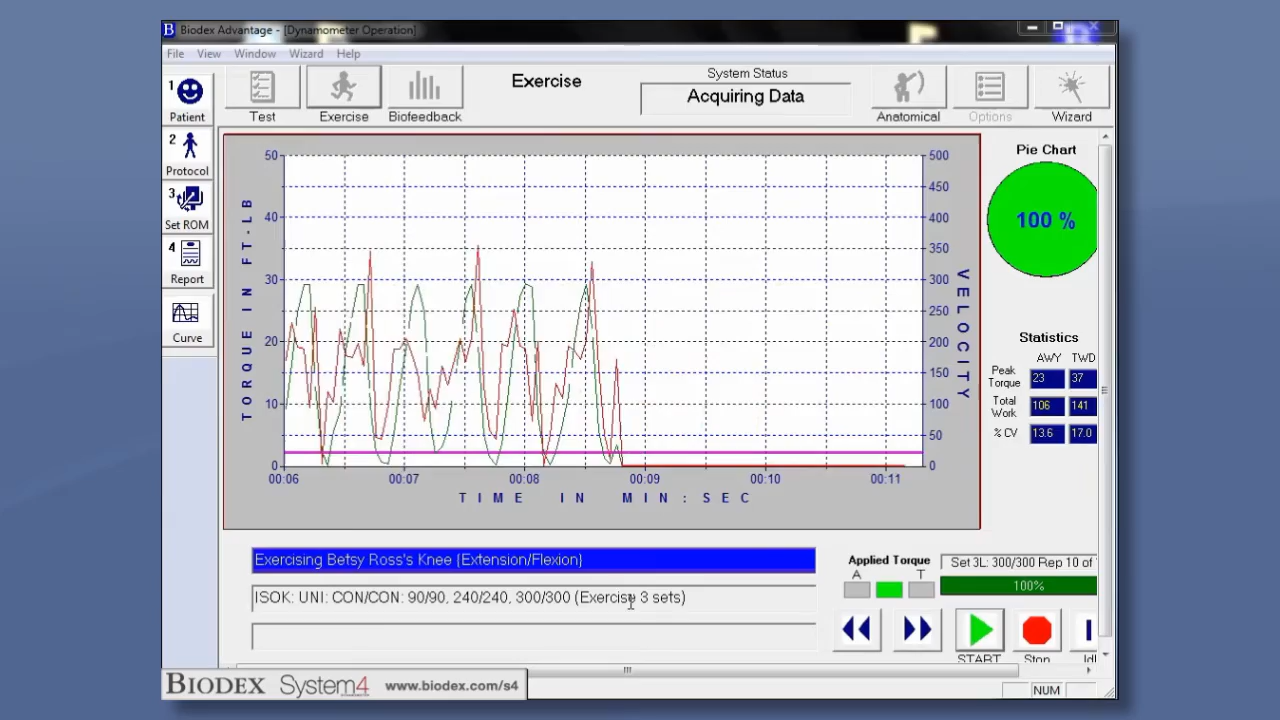 Biodex Advantage - [Dynamometer Operation]
File View Window Wizard Help
1 Patient
Test
Exercise
Biofeedback
Exercise
System Status
Acquiring Data
Anatomical
Options
Wizard
2 Protocol
3 Set ROM
4 Report
Curve
50
40
30
20
10
0
TORQUE IN FT-LB
500
450
400
350
300
250
200
150
100
50
0
VELOCITY
00:06 00:07 00:08 00:09 00:10 00:11
TIME IN MIN:SEC
Pie Chart
100 %
Statistics
AWY TWD
Peak Torque 23 37
Total Work 106 141
% CV 13.6 17.0
Exercising Betsy Ross's Knee {Extension/Flexion}
ISOK: UNI: CON/CON: 90/90, 240/240, 300/300 (Exercise 3 sets)
Applied Torque
A T
Set 3L: 300/300 Rep 10 of
100%
START
Stop
NUM
BIODEX System4 www.biodex.com/s4